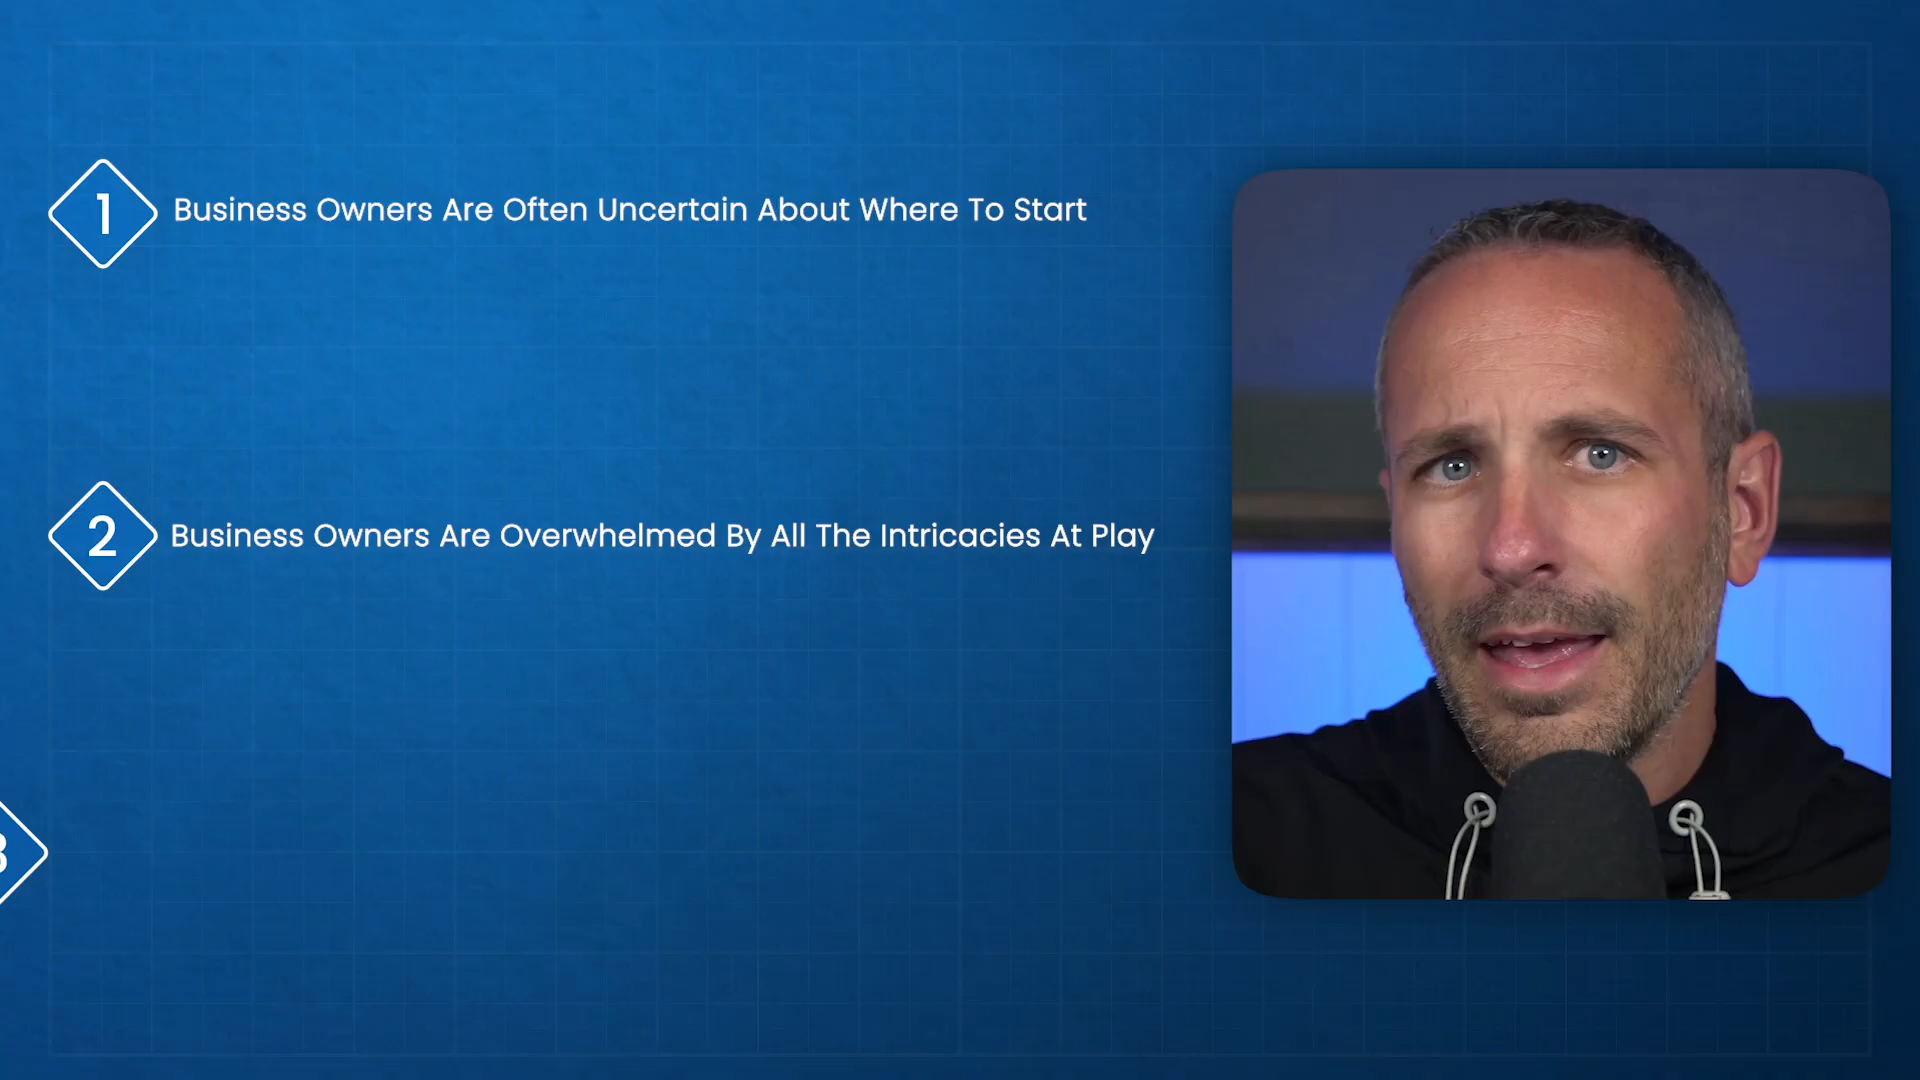 1 Business Owners Are Often Uncertain About Where To Start
2 Business Owners Are Overwhelmed By All The Intricacies At Play
3